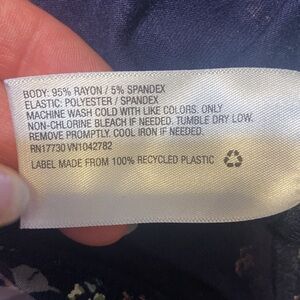 BODY: 95% RAYON / 5% SPANDEX
ELASTIC: POLYESTER / SPANDEX
MACHINE WASH COLD WITH LIKE COLORS. ONLY
NON-CHLORINE BLEACH IF NEEDED. TUMBLE DRY LOW.
REMOVE PROMPTLY. COOL IRON IF NEEDED.
RN17730 VN1042782
LABEL MADE FROM 100% RECYCLED PLASTIC